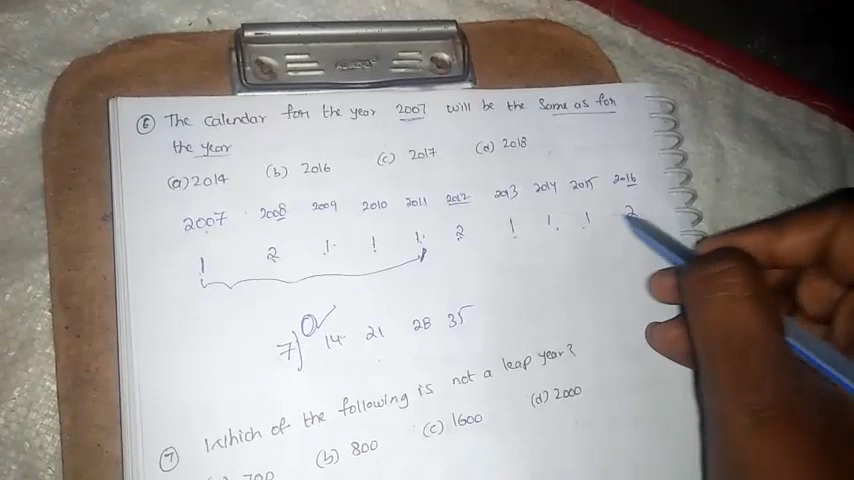 6 The calendar for the year 2007 will be the same as for
the year
(a) 2014 (b) 2016 (c) 2017 (d) 2018
2007 2008 2009 2010 2011 2012 2013 2014 2015 2016
1 2 1 1 1 2 1 1 1 2
7) 0 14 21 28 35
7 Which of the following is not a leap year?
700 (b) 800 (c) 1600 (d) 2000